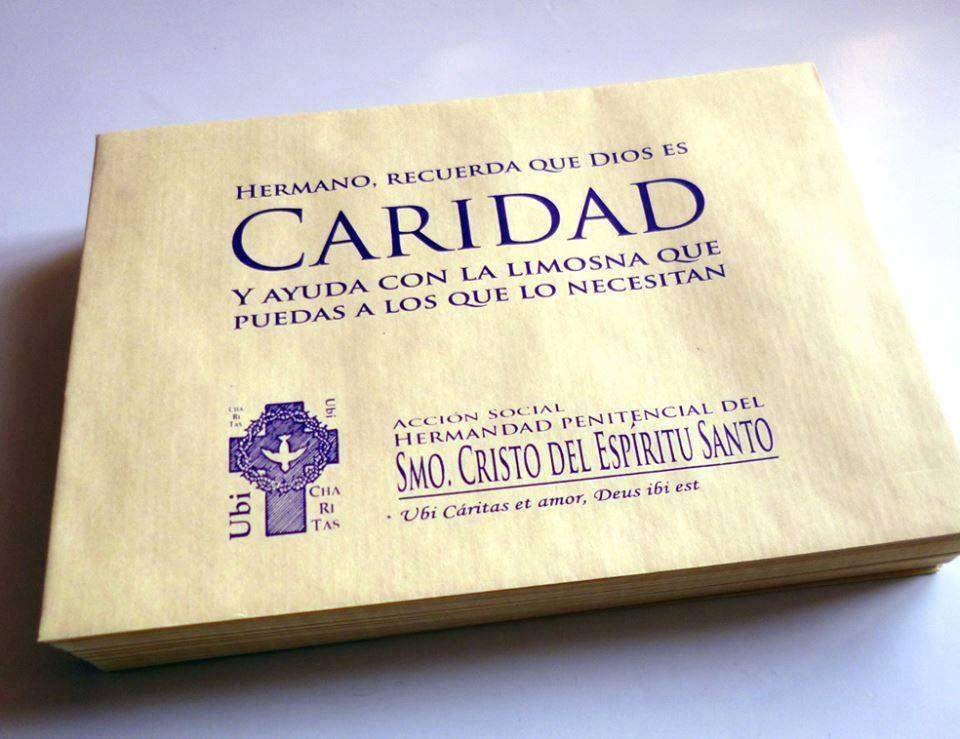 HERMANO, RECUERDA QUE DIOS ES
CARIDAD
Y AYUDA CON LA LIMOSNA QUE
PUEDAS A LOS QUE LO NECESITAN
CHA
RI
TAS
Ubi
Ubi
CHA
RI
TAS
ACCIÓN SOCIAL
HERMANDAD PENITENCIAL DEL
SMO. CRISTO DEL ESPÍRITU SANTO
· Ubi Cáritas et amor, Deus ibi est